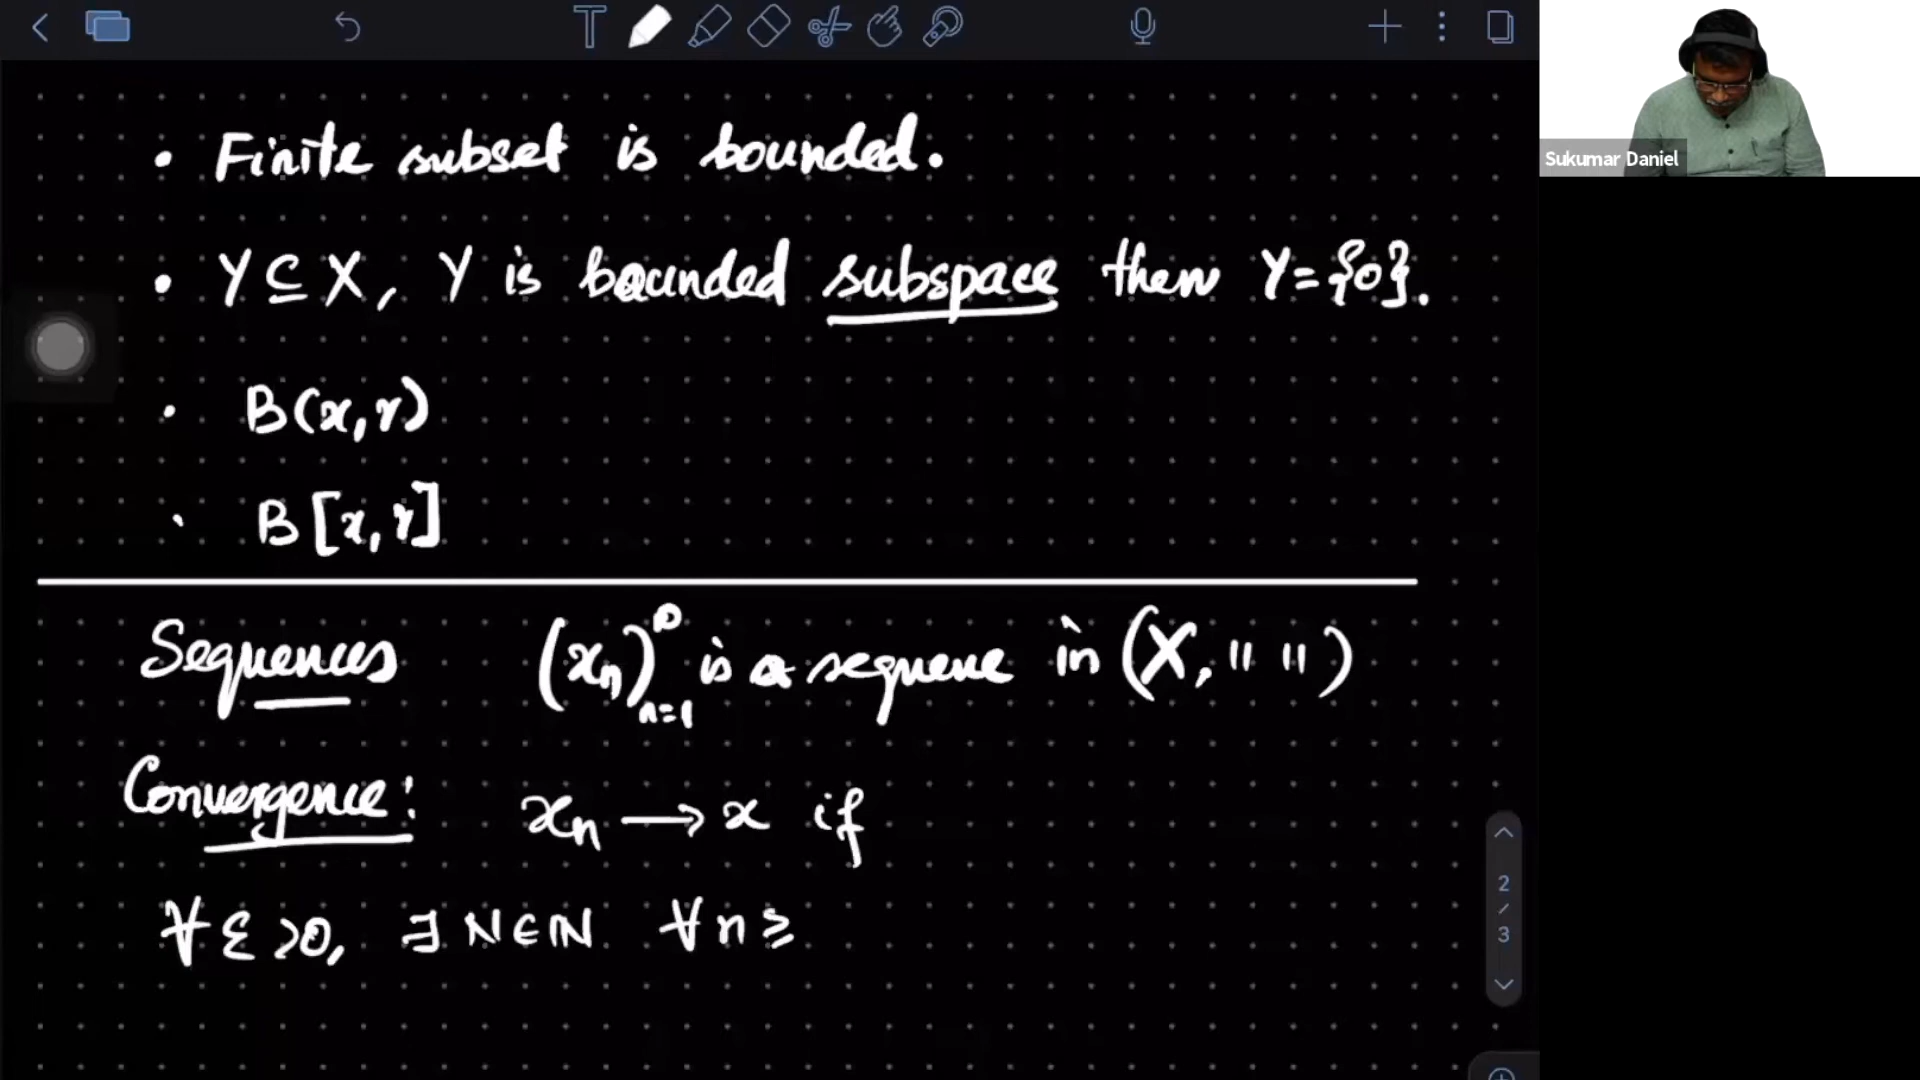 • Finite subset is bounded.
Sukumar Daniel
• Y ⊆ X, Y is bounded subspace then Y = {0}.
• B(x, r)
• B[x, r]
Sequences (xₙ)^∞ₙ₌₁ is a sequene in (X, || ||)
Convergence: xₙ → x if
∀ ε > 0, ∃ N ∈ ℕ ∀ n ≥
2
/
3